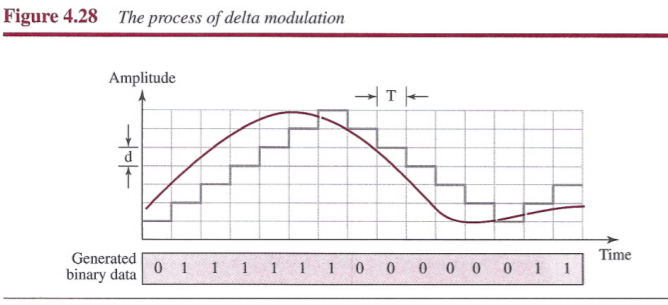 Figure 4.28 The process of delta modulation
Amplitude
T
d
Time
Generated
binary data
0 1 1 1 1 1 1 0 0 0 0 0 0 1 1